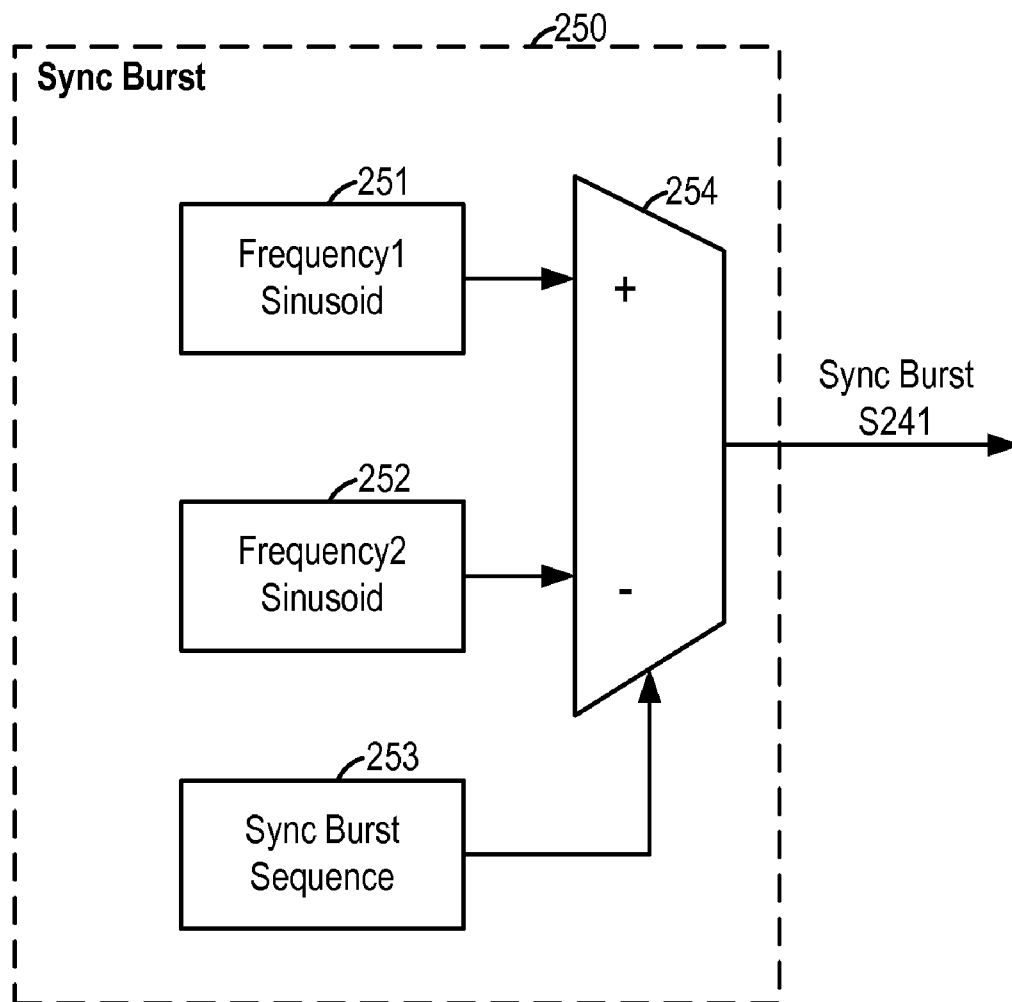 250
Sync Burst
251
Frequency1
Sinusoid
254
+
Sync Burst
S241
252
Frequency2
Sinusoid
-
253
Sync Burst
Sequence